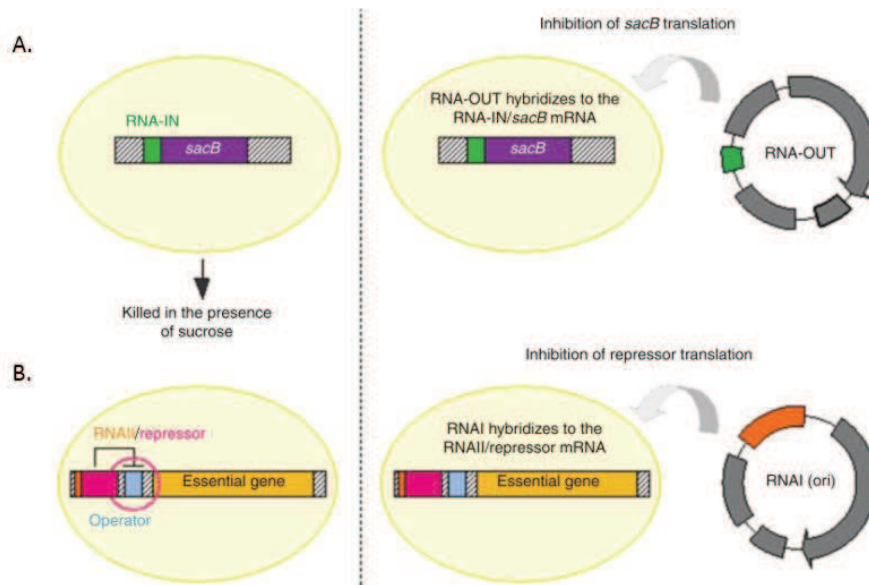 A.
Inhibition of sacB translation
RNA-IN
sacB
RNA-OUT hybridizes to the
RNA-IN/sacB mRNA
sacB
RNA-OUT
Killed in the presence
of sucrose
Inhibition of repressor translation
B.
RNAII/repressor
Essential gene
Operator
RNAI hybridizes to the
RNAII/repressor mRNA
Essential gene
RNAI (ori)